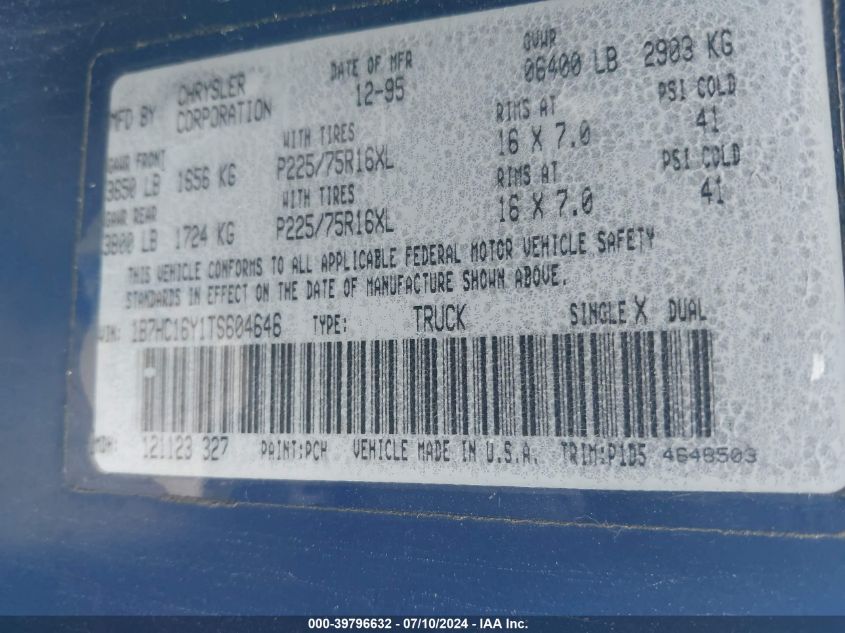 MFD BY CHRYSLER CORPORATION DATE OF MFR 12-95 GVWR 06400 LB 2903 KG
GAWR FRONT 3650 LB 1656 KG WITH TIRES P225/75R16XL RIMS AT 16 X 7.0 PSI COLD 41
GAWR REAR 3800 LB 1724 KG WITH TIRES P225/75R16XL RIMS AT 16 X 7.0 PSI COLD 41
THIS VEHICLE CONFORMS TO ALL APPLICABLE FEDERAL MOTOR VEHICLE SAFETY
STANDARDS IN EFFECT ON THE DATE OF MANUFACTURE SHOWN ABOVE.
VIN: 1B7HC16Y1TS604646 TYPE: TRUCK SINGLE X DUAL
MDH: 121123 327 PAINT:PCH VEHICLE MADE IN U.S.A. TRIM:P1D5 4648503
000-39796632 - 07/10/2024 - IAA Inc.